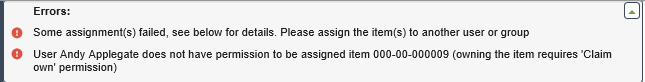 Errors:
Some assignment(s) failed, see below for details. Please assign the item(s) to another user or group
User Andy Applegate does not have permission to be assigned item 000-00-000009 (owning the item requires 'Claim
own' permission)